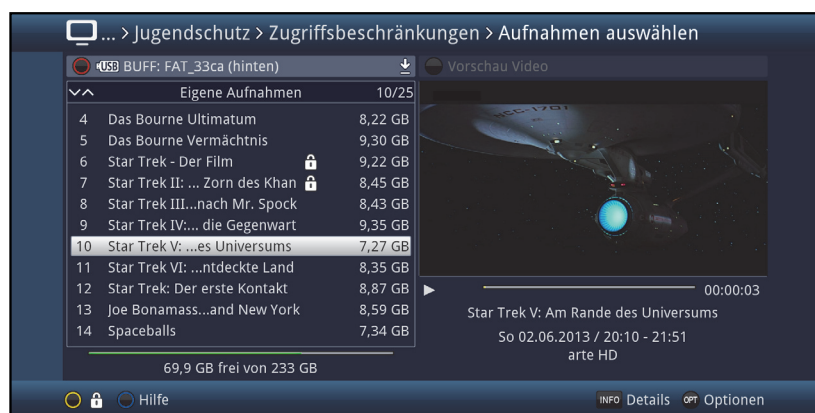 ... > Jugendschutz > Zugriffsbeschränkungen > Aufnahmen auswählen
USB BUFF: FAT_33ca (hinten)
Vorschau Video
Eigene Aufnahmen 10/25
4 Das Bourne Ultimatum 8,22 GB
5 Das Bourne Vermächtnis 9,30 GB
6 Star Trek - Der Film 9,22 GB
7 Star Trek II: ... Zorn des Khan 8,45 GB
8 Star Trek III...nach Mr. Spock 8,43 GB
9 Star Trek IV:... die Gegenwart 9,35 GB
10 Star Trek V: ...es Universums 7,27 GB
11 Star Trek VI: ...ntdeckte Land 8,35 GB
12 Star Trek: Der erste Kontakt 8,87 GB
13 Joe Bonamass...and New York 8,59 GB
14 Spaceballs 7,34 GB
69,9 GB frei von 233 GB
NCC-1701
00:00:03
Star Trek V: Am Rande des Universums
So 02.06.2013 / 20:10 - 21:51
arte HD
Hilfe
INFO Details OPT Optionen